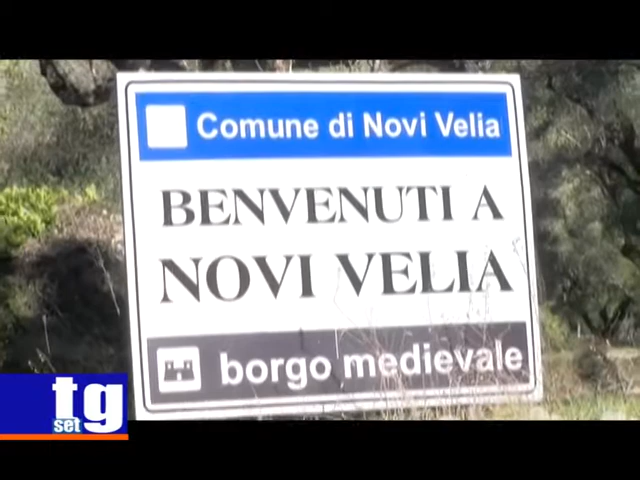 Comune di Novi Velia
BENVENUTI A
NOVI VELIA
borgo medievale
tg
set